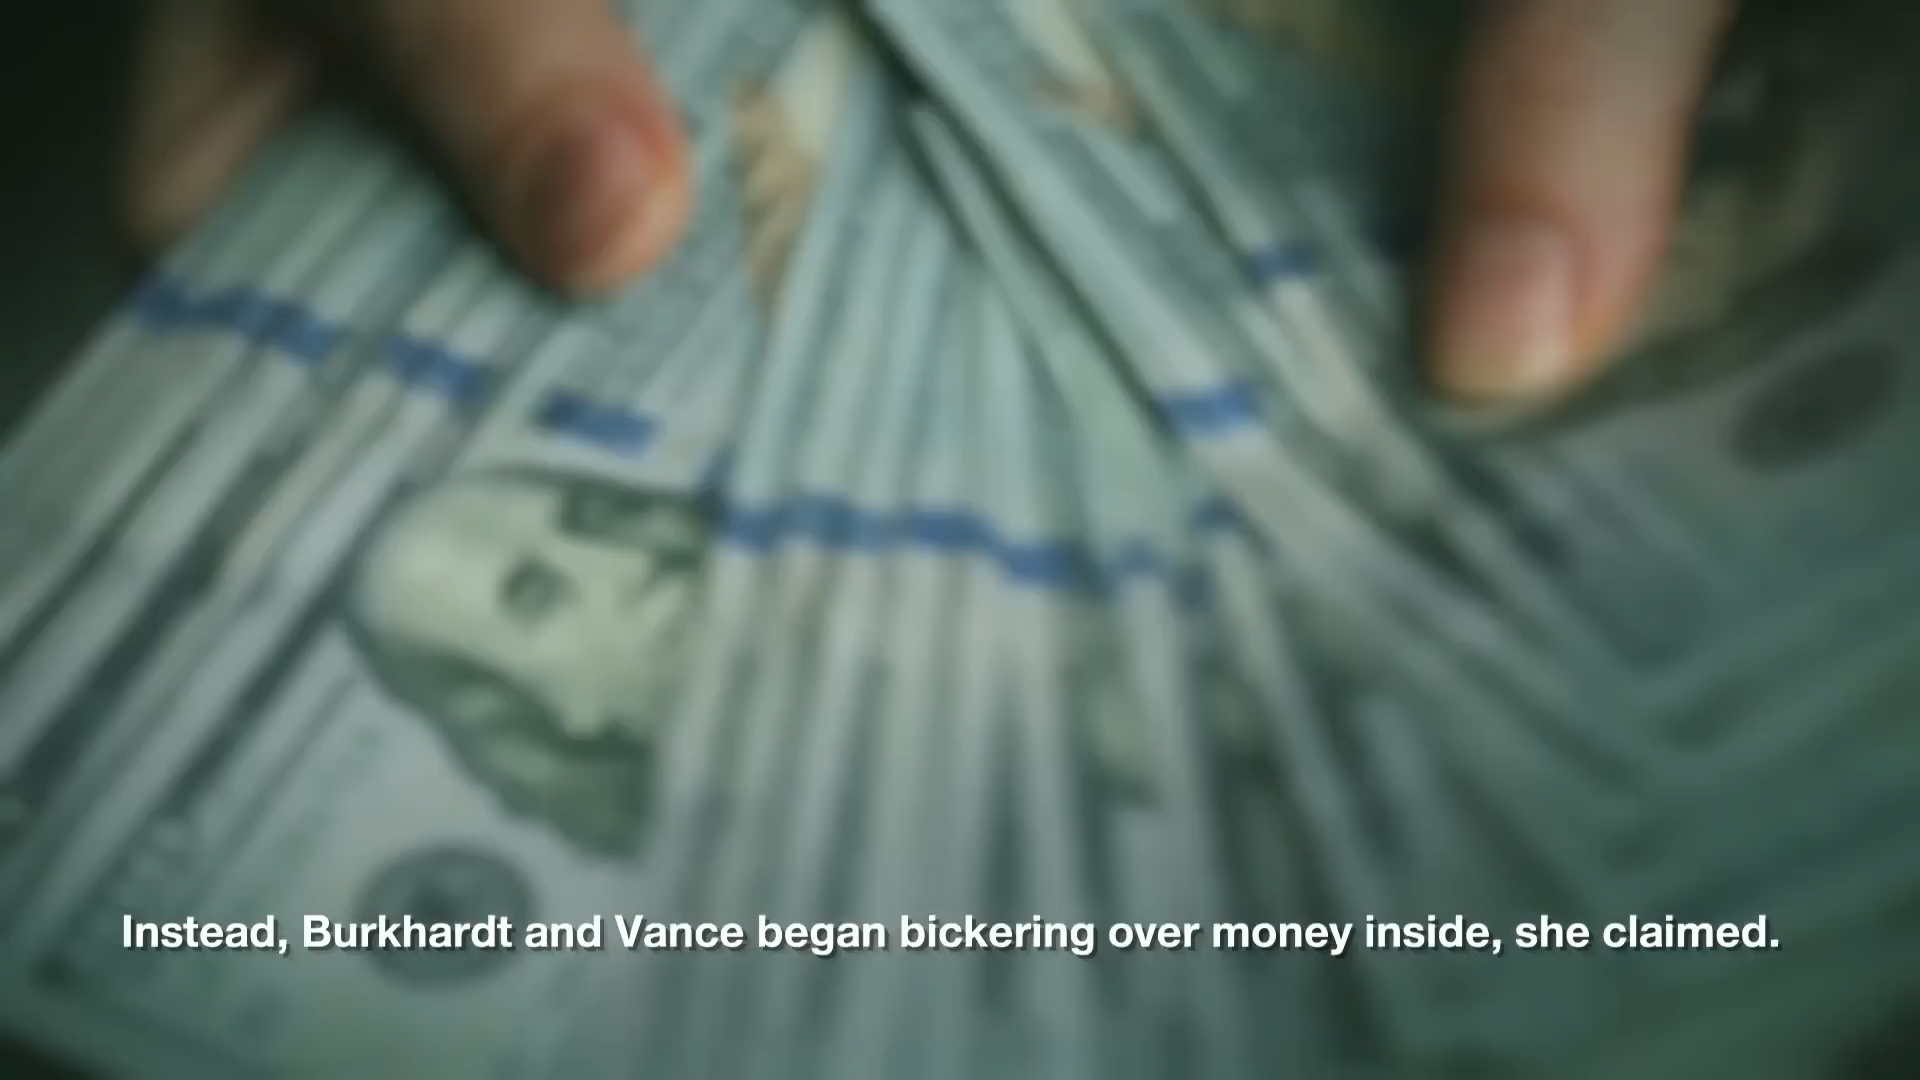 Instead, Burkhardt and Vance began bickering over money inside, she claimed.